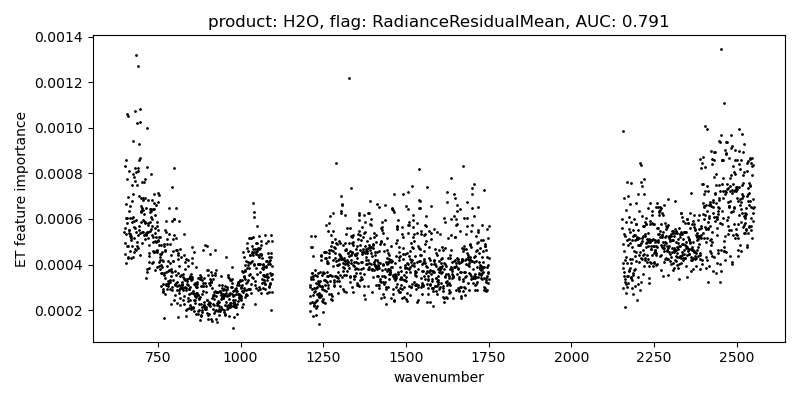 product: H2O, flag: RadianceResidualMean, AUC: 0.791
0.0014
0.0012
0.0010
0.0008
0.0006
0.0004
0.0002
ET feature importance
750 1000 1250 1500 1750 2000 2250 2500
wavenumber